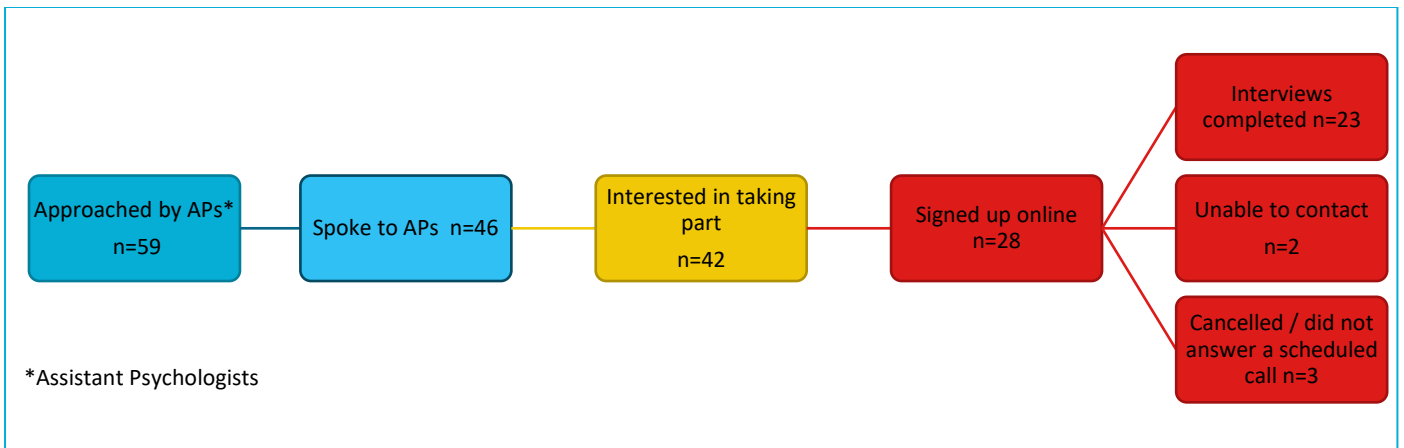 Approached by APs*
n=59
Spoke to APs n=46
Interested in taking
part
n=42
Signed up online
n=28
Interviews
completed n=23
Unable to contact
n=2
Cancelled / did not
answer a scheduled
call n=3
*Assistant Psychologists